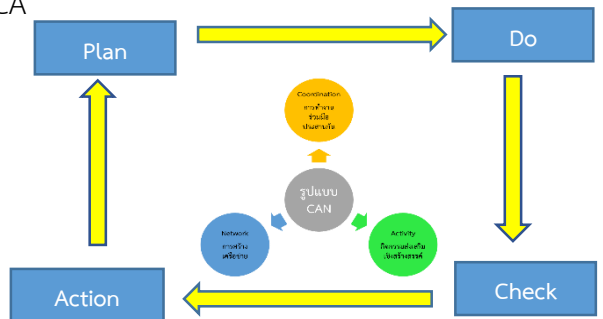 CA
Plan
Do
Coordination
การทำงาน
ร่วมมือ
ประสานกัน
รูปแบบ
CAN
Network
การสร้าง
เครือข่าย
Activity
กิจกรรมส่งเสริม
เชิงสร้างสรรค์
Action
Check